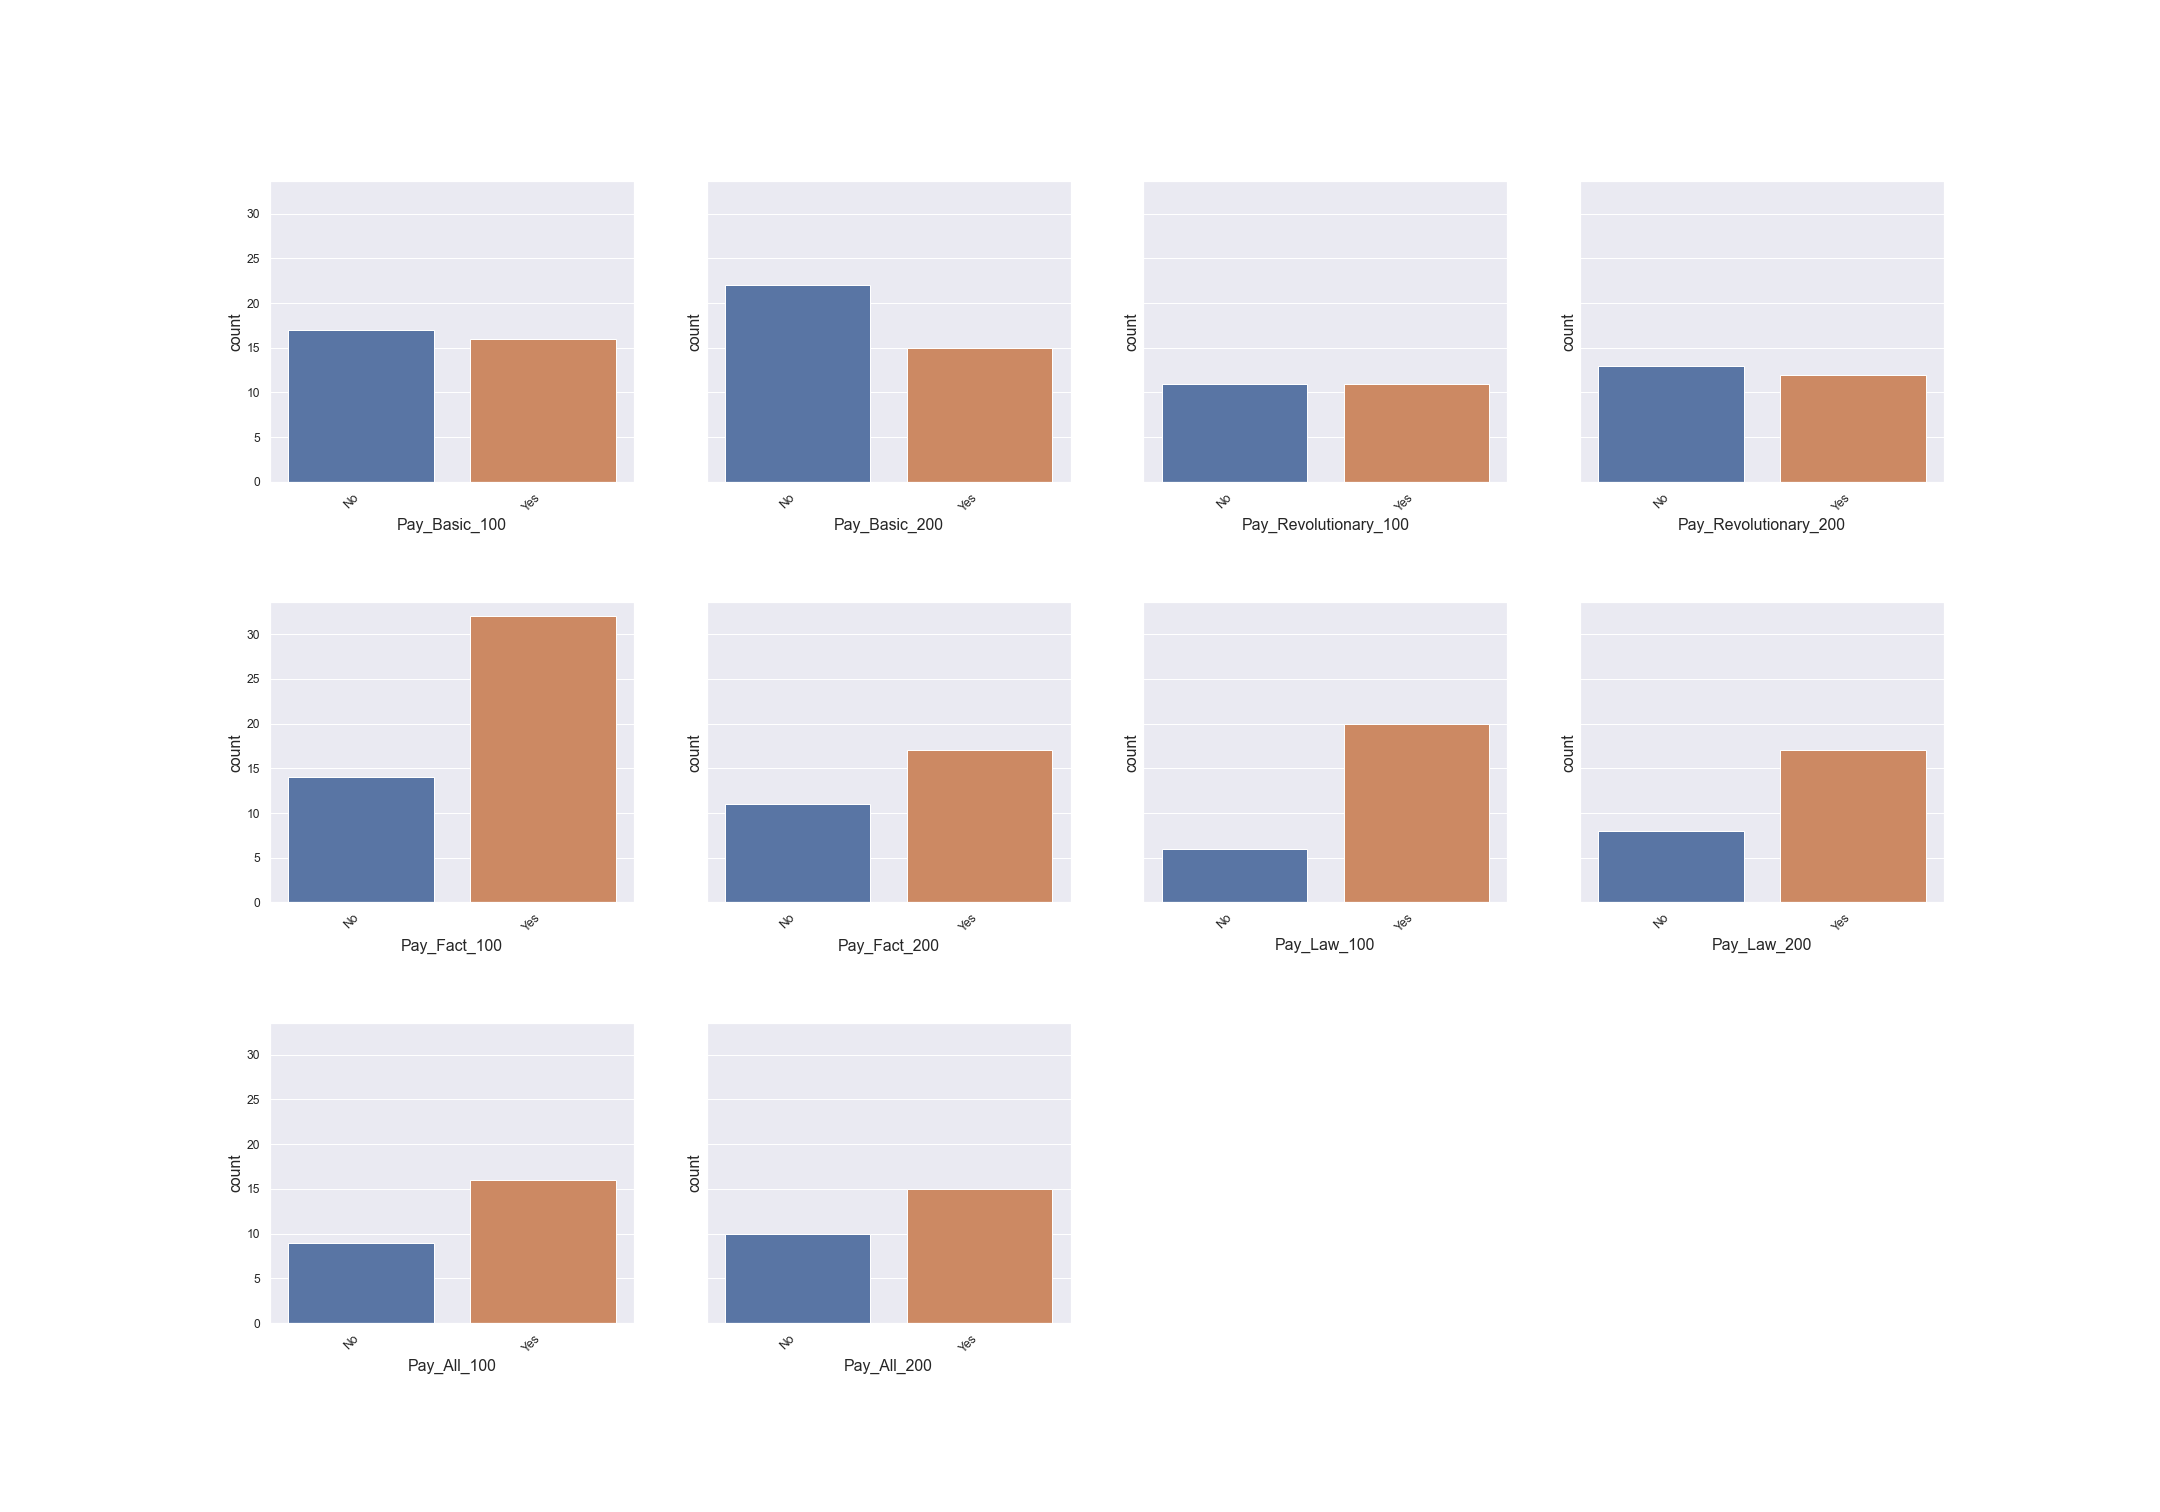 30
25
20
15
10
5
0
count
No
Yes
Pay_Basic_100
count
No
Yes
Pay_Basic_200
count
No
Yes
Pay_Revolutionary_100
count
No
Yes
Pay_Revolutionary_200
30
25
20
15
10
5
0
count
No
Yes
Pay_Fact_100
count
No
Yes
Pay_Fact_200
count
No
Yes
Pay_Law_100
count
No
Yes
Pay_Law_200
30
25
20
15
10
5
0
count
No
Yes
Pay_All_100
count
No
Yes
Pay_All_200